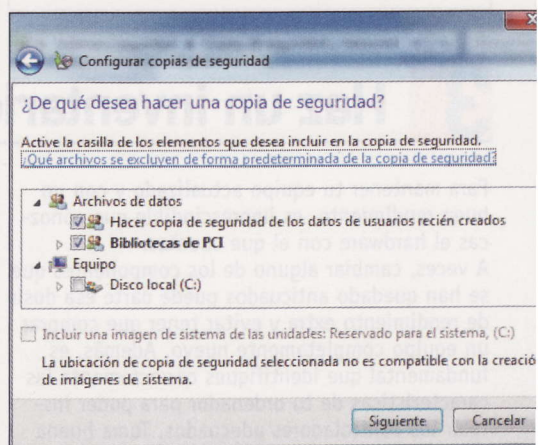 Configurar copias de seguridad
¿De qué desea hacer una copia de seguridad?
Active la casilla de los elementos que desea incluir en la copia de seguridad.
¿Qué archivos se excluyen de forma predeterminada de la copia de seguridad?
Archivos de datos
Hacer copia de seguridad de los datos de usuarios recién creados
Bibliotecas de PCI
Equipo
Disco local (C:)
Incluir una imagen de sistema de las unidades: Reservado para el sistema, (C:)
La ubicación de copia de seguridad seleccionada no es compatible con la creació
de imágenes de sistema.
Siguiente Cancelar